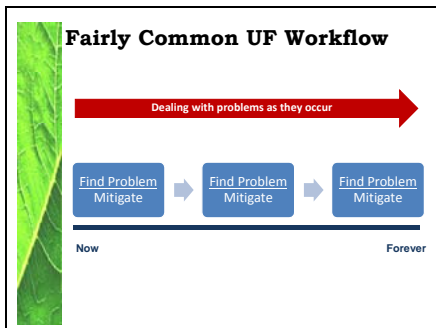 Fairly Common UF Workflow
Dealing with problems as they occur
Find Problem
Mitigate
Find Problem
Mitigate
Find Problem
Mitigate
Now
Forever